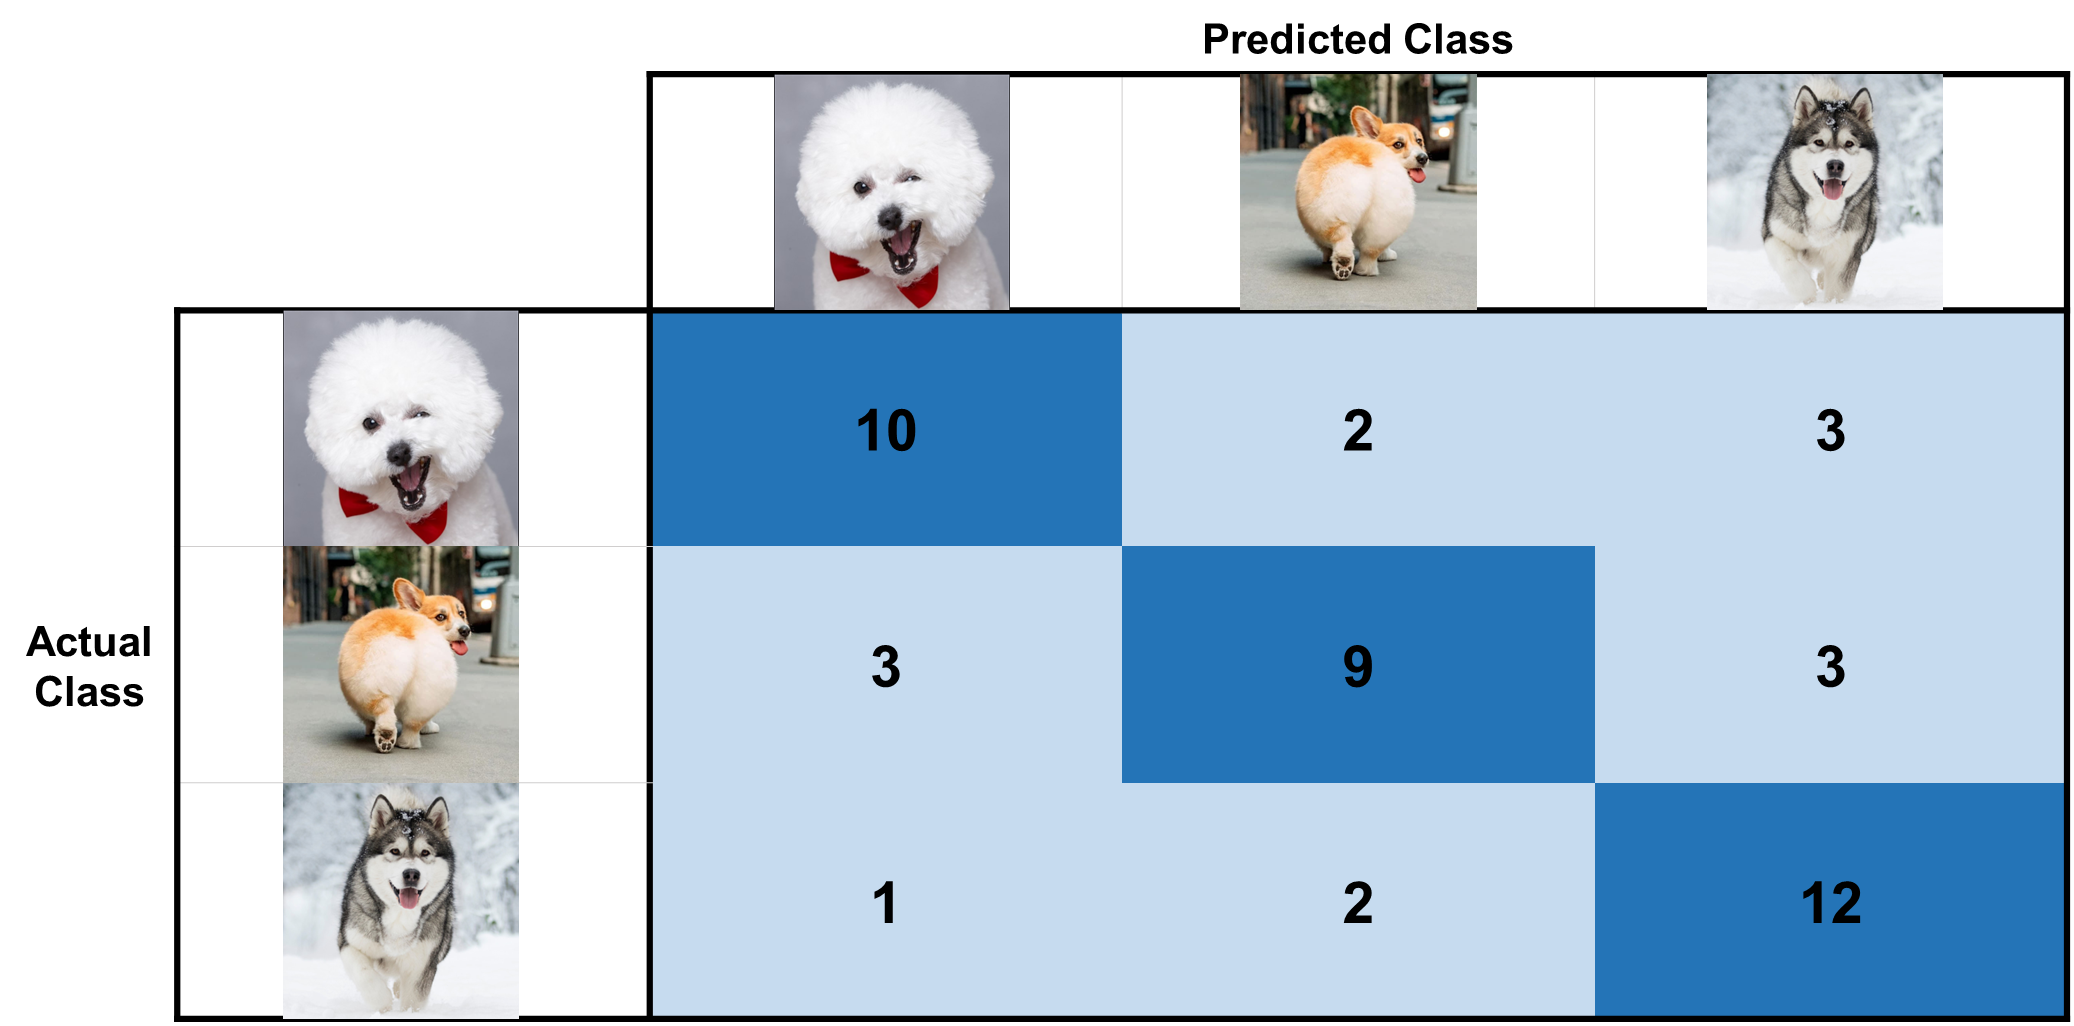 Predicted Class
10 2 3
Actual
Class
3 9 3
1 2 12